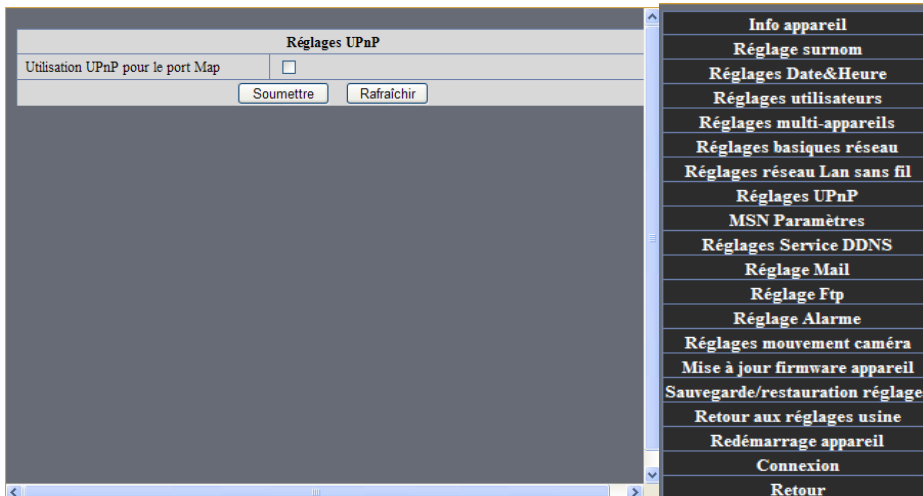 Réglages UPnP
Utilisation UPnP pour le port Map
Soumettre Rafraîchir
Info appareil
Réglage surnom
Réglages Date&Heure
Réglages utilisateurs
Réglages multi-appareils
Réglages basiques réseau
Réglages réseau Lan sans fil
Réglages UPnP
MSN Paramètres
Réglages Service DDNS
Réglage Mail
Réglage Ftp
Réglage Alarme
Réglages mouvement caméra
Mise à jour firmware appareil
Sauvegarde/restauration réglage
Retour aux réglages usine
Redémarrage appareil
Connexion
Retour